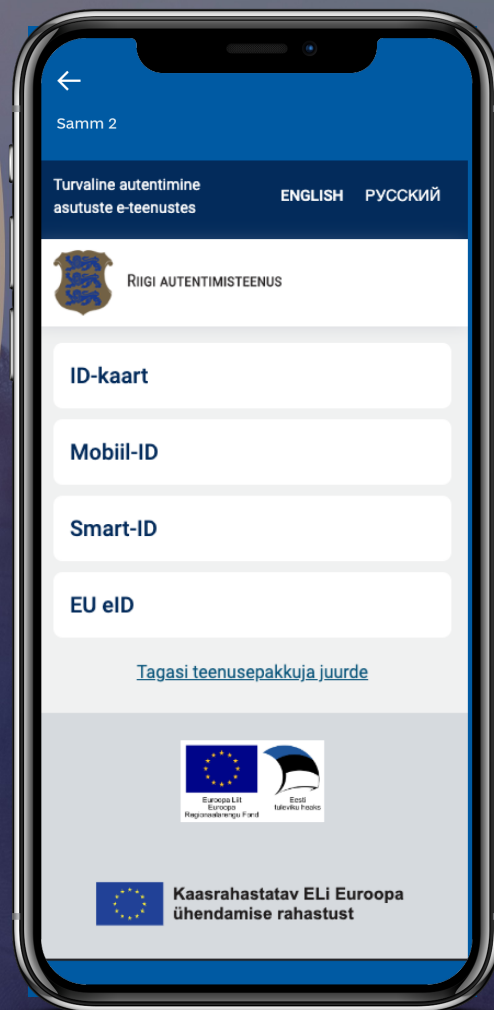 Samm 2
Turvaline autentimine
asutuste e-teenustes
ENGLISH РУССКИЙ
RIIGI AUTENTIMISTEENUS
ID-kaart
Mobiil-ID
Smart-ID
EU eID
Tagasi teenusepakkuja juurde
Euroopa Liit
Euroopa
Regionaalarengu Fond
Eesti
tuleviku heaks
Kaasrahastatav ELi Euroopa
ühendamise rahastust